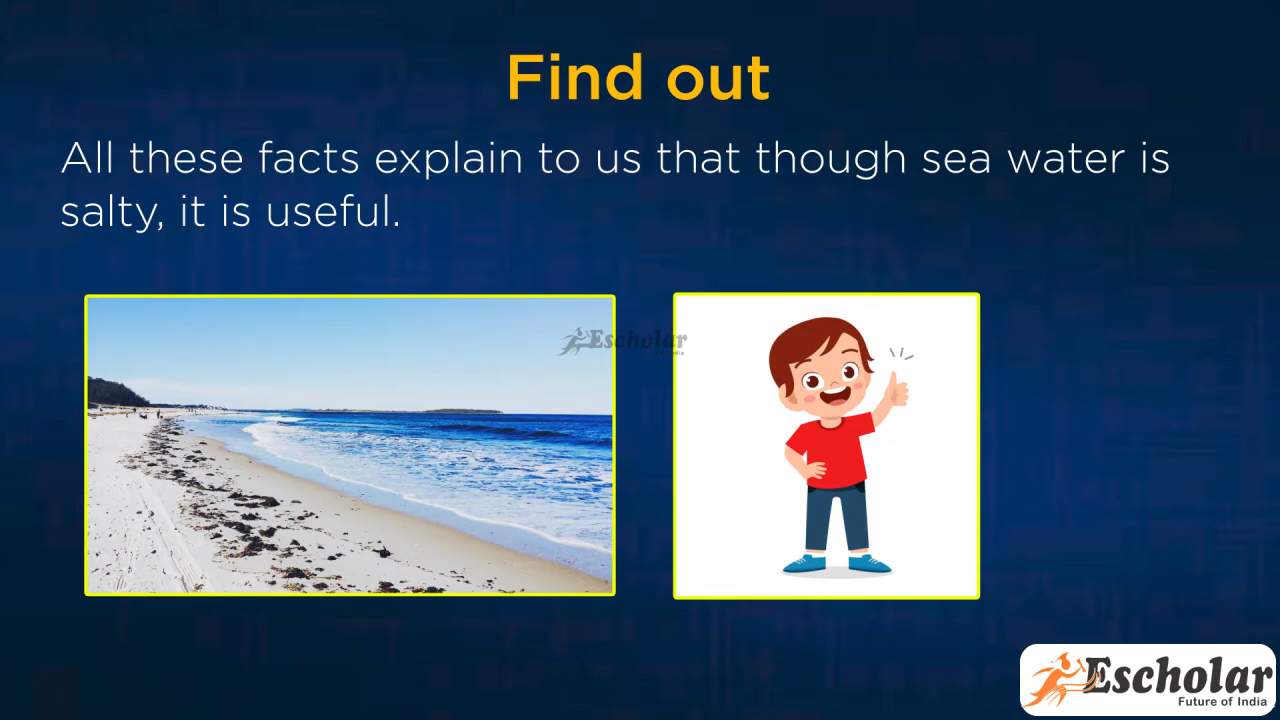 Find out
All these facts explain to us that though sea water is
salty, it is useful.
Escholar
Escholar
Future of India